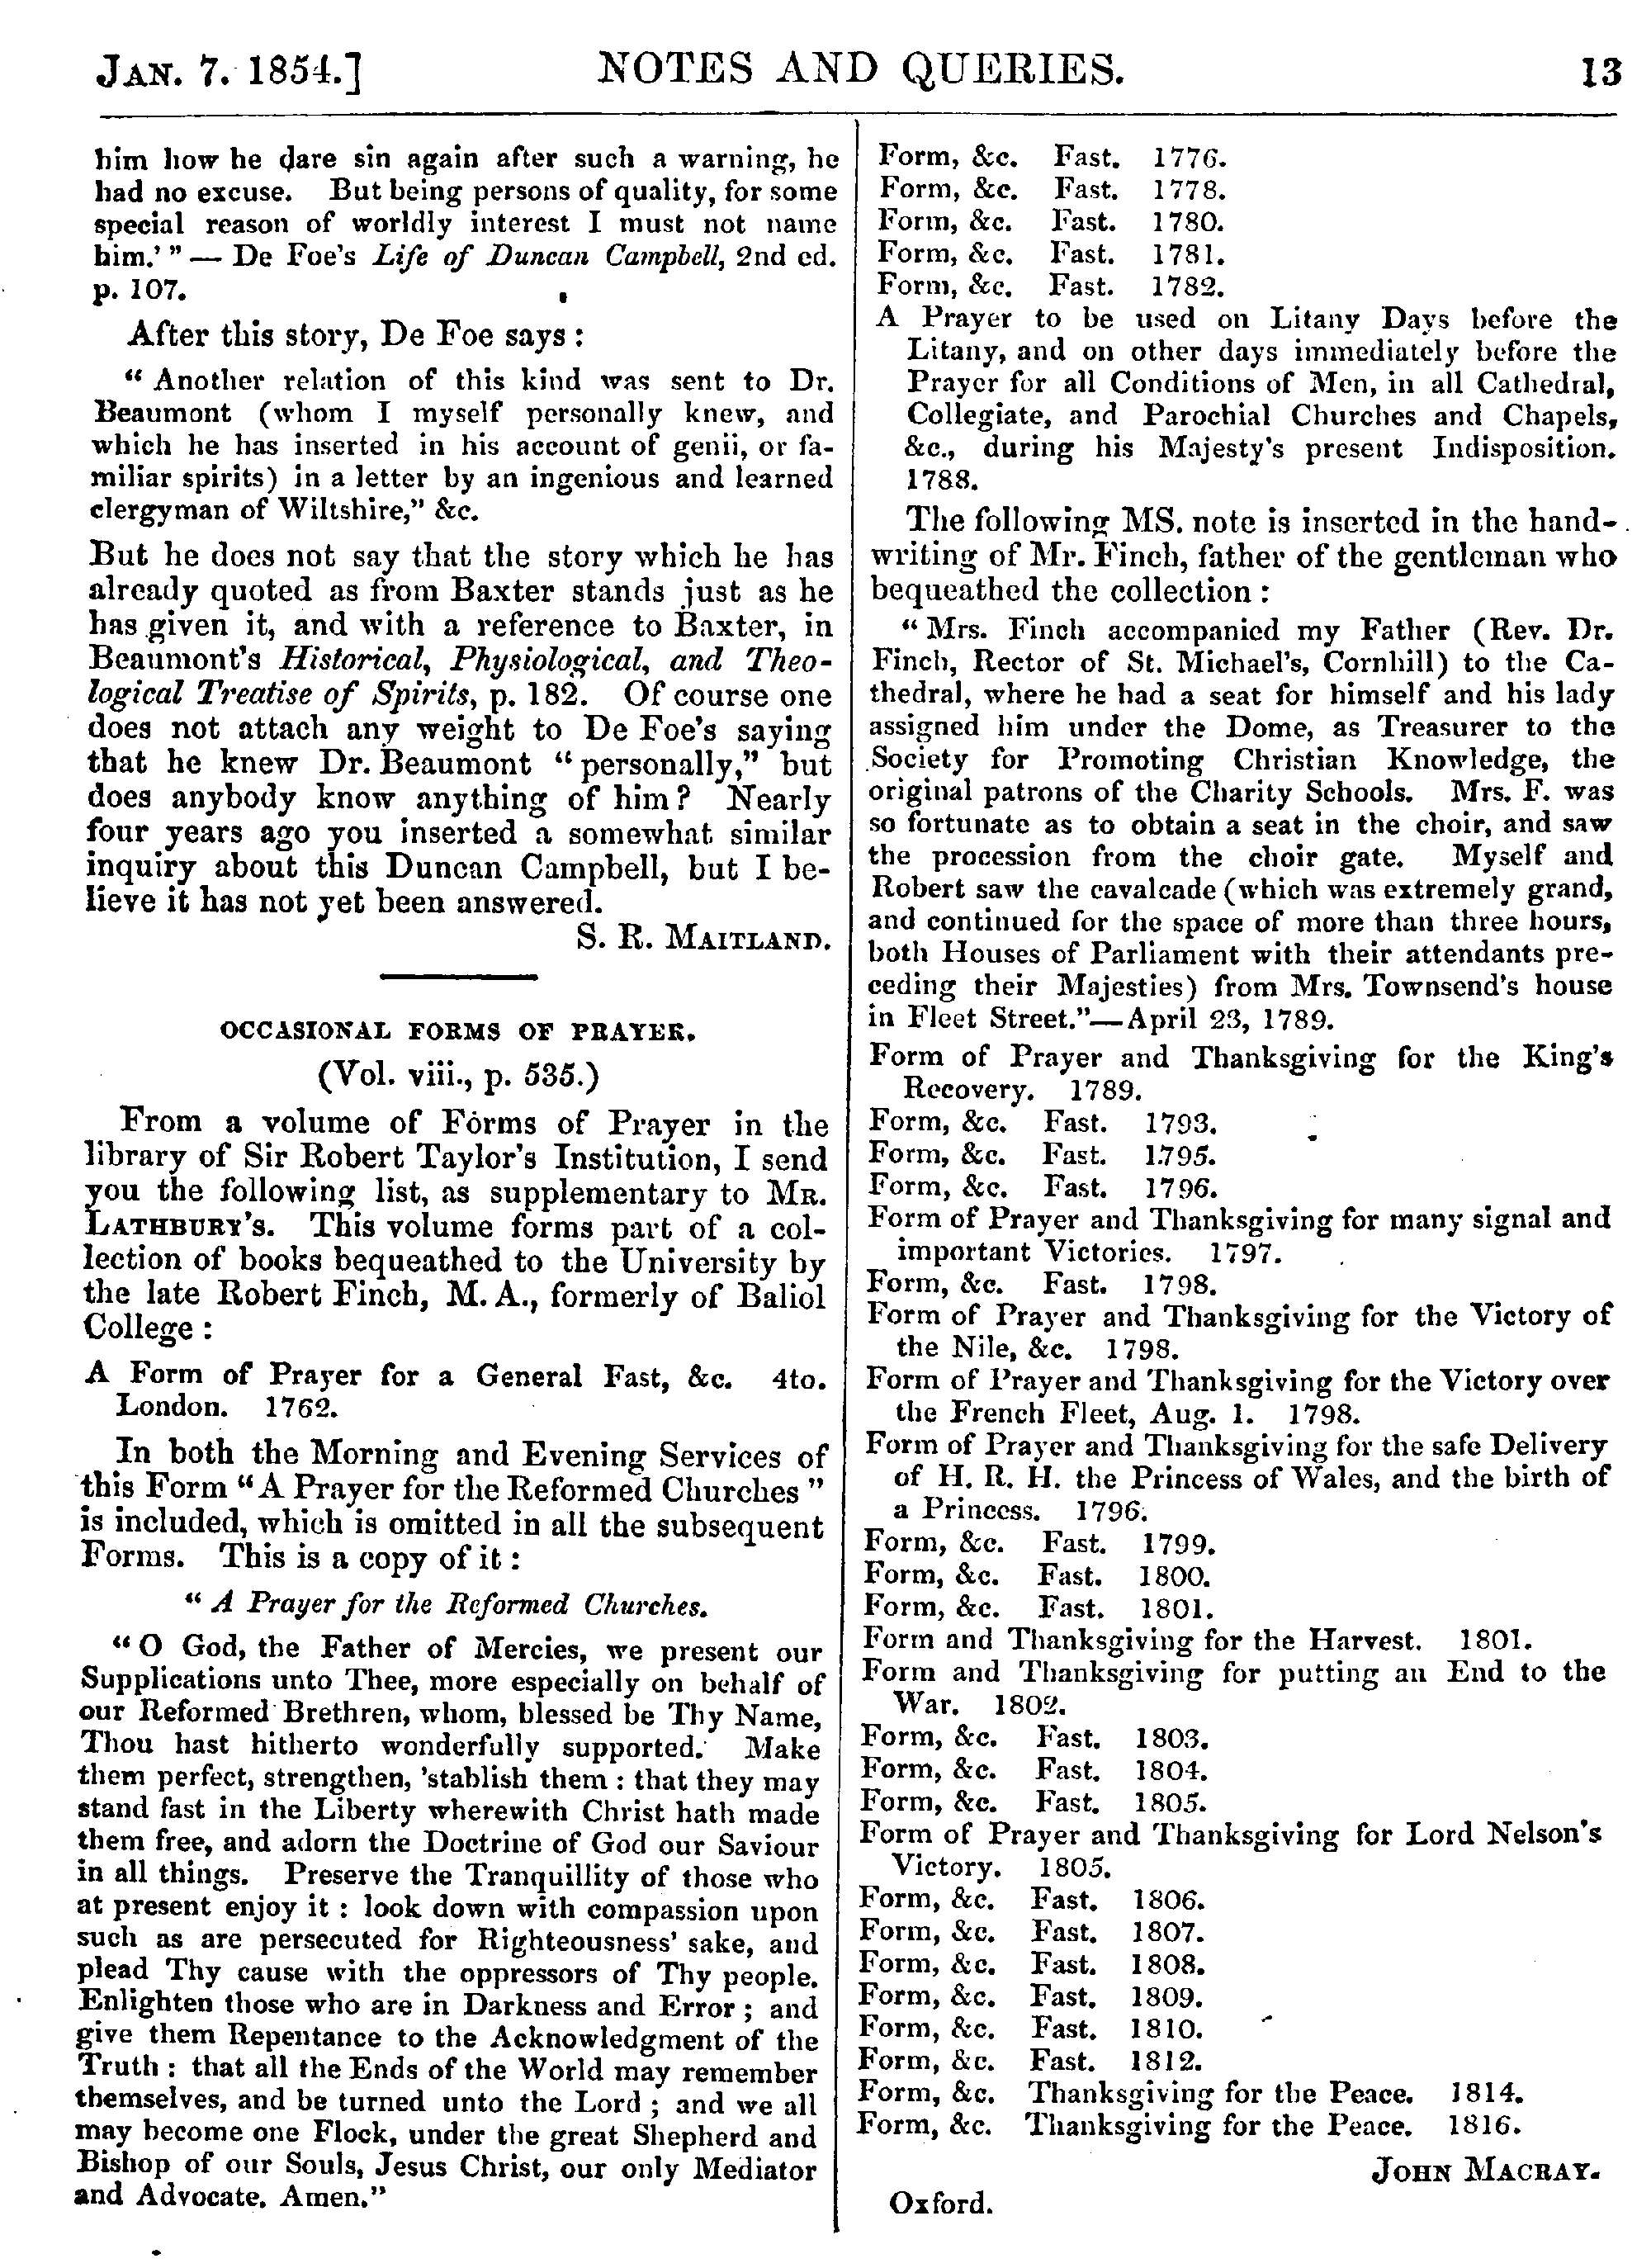 JAN. 7. 1854.]
NOTES AND QUERIES.
13
him how he dare sin again after such a warning, he
had no excuse. But being persons of quality, for some
special reason of worldly interest I must not name
him.’ ” — De Foe's Life of Duncan Campbell, 2nd ed.
p. 107.
After this story, De Foe says :
“ Another relation of this kind was sent to Dr.
Beaumont (whom I myself personally knew, and
which he has inserted in his account of genii, or fa-
miliar spirits) in a letter by an ingenious and learned
clergyman of Wiltshire,” &c.
But he does not say that the story which he has
already quoted as from Baxter stands just as he
has given it, and with a reference to Baxter, in
Beaumont's Historical, Physiological, and Theo-
logical Treatise of Spirits, p. 182. Of course one
does not attach any weight to De Foe's saying
that he knew Dr. Beaumont “ personally,” but
does anybody know anything of him? Nearly
four years ago you inserted a somewhat similar
inquiry about this Duncan Campbell, but I be-
lieve it has not yet been answered.
S. R. MAITLAND.
OCCASIONAL FORMS OF PRAYER.
(Vol. viii., p. 535.)
From a volume of Forms of Prayer in the
library of Sir Robert Taylor's Institution, I send
you the following list, as supplementary to MR.
LATHBURY'S. This volume forms part of a col-
lection of books bequeathed to the University by
the late Robert Finch, M. A., formerly of Baliol
College :
A Form of Prayer for a General Fast, &c. 4to.
London. 1762.
In both the Morning and Evening Services of
this Form “ A Prayer for the Reformed Churches ”
is included, which is omitted in all the subsequent
Forms. This is a copy of it :
“ A Prayer for the Reformed Churches.
“ O God, the Father of Mercies, we present our
Supplications unto Thee, more especially on behalf of
our Reformed Brethren, whom, blessed be Thy Name,
Thou hast hitherto wonderfully supported. Make
them perfect, strengthen, 'stablish them : that they may
stand fast in the Liberty wherewith Christ hath made
them free, and adorn the Doctrine of God our Saviour
in all things. Preserve the Tranquillity of those who
at present enjoy it : look down with compassion upon
such as are persecuted for Righteousness' sake, and
plead Thy cause with the oppressors of Thy people.
Enlighten those who are in Darkness and Error ; and
give them Repentance to the Acknowledgment of the
Truth : that all the Ends of the World may remember
themselves, and be turned unto the Lord ; and we all
may become one Flock, under the great Shepherd and
Bishop of our Souls, Jesus Christ, our only Mediator
and Advocate. Amen.”
Form, &c. Fast. 1776.
Form, &c. Fast. 1778.
Form, &c. Fast. 1780.
Form, &c. Fast. 1781.
Form, &c. Fast. 1782.
A Prayer to be used on Litany Days before the
Litany, and on other days immediately before the
Prayer for all Conditions of Men, in all Cathedral,
Collegiate, and Parochial Churches and Chapels,
&c., during his Majesty's present Indisposition.
1788.
The following MS. note is inserted in the hand-
writing of Mr. Finch, father of the gentleman who
bequeathed the collection :
“ Mrs. Finch accompanied my Father (Rev. Dr.
Finch, Rector of St. Michael's, Cornhill) to the Ca-
thedral, where he had a seat for himself and his lady
assigned him under the Dome, as Treasurer to the
Society for Promoting Christian Knowledge, the
original patrons of the Charity Schools. Mrs. F. was
so fortunate as to obtain a seat in the choir, and saw
the procession from the choir gate. Myself and
Robert saw the cavalcade (which was extremely grand,
and continued for the space of more than three hours,
both Houses of Parliament with their attendants pre-
ceding their Majesties) from Mrs. Townsend's house
in Fleet Street.”—April 23, 1789.
Form of Prayer and Thanksgiving for the King's
Recovery. 1789.
Form, &c. Fast. 1793.
Form, &c. Fast. 1795.
Form, &c. Fast. 1796.
Form of Prayer and Thanksgiving for many signal and
important Victories. 1797.
Form, &c. Fast. 1798.
Form of Prayer and Thanksgiving for the Victory of
the Nile, &c. 1798.
Form of Prayer and Thanksgiving for the Victory over
the French Fleet, Aug. 1. 1798.
Form of Prayer and Thanksgiving for the safe Delivery
of H. R. H. the Princess of Wales, and the birth of
a Princess. 1796.
Form, &c. Fast. 1799.
Form, &c. Fast. 1800.
Form, &c. Fast. 1801.
Form and Thanksgiving for the Harvest. 1801.
Form and Thanksgiving for putting an End to the
War. 1802.
Form, &c. Fast. 1803.
Form, &c. Fast. 1804.
Form, &c. Fast. 1805.
Form of Prayer and Thanksgiving for Lord Nelson's
Victory. 1805.
Form, &c. Fast. 1806.
Form, &c. Fast. 1807.
Form, &c. Fast. 1808.
Form, &c. Fast. 1809.
Form, &c. Fast. 1810.
Form, &c. Fast. 1812.
Form, &c. Thanksgiving for the Peace. 1814.
Form, &c. Thanksgiving for the Peace. 1816.
JOHN MACRAY.
Oxford.